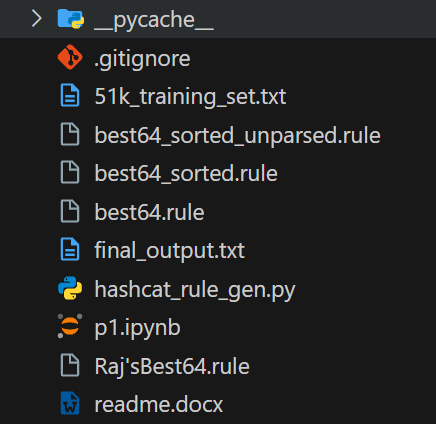 __pycache__
.gitignore
51k_training_set.txt
best64_sorted_unparsed.rule
best64_sorted.rule
best64.rule
final_output.txt
hashcat_rule_gen.py
p1.ipynb
Raj'sBest64.rule
readme.docx